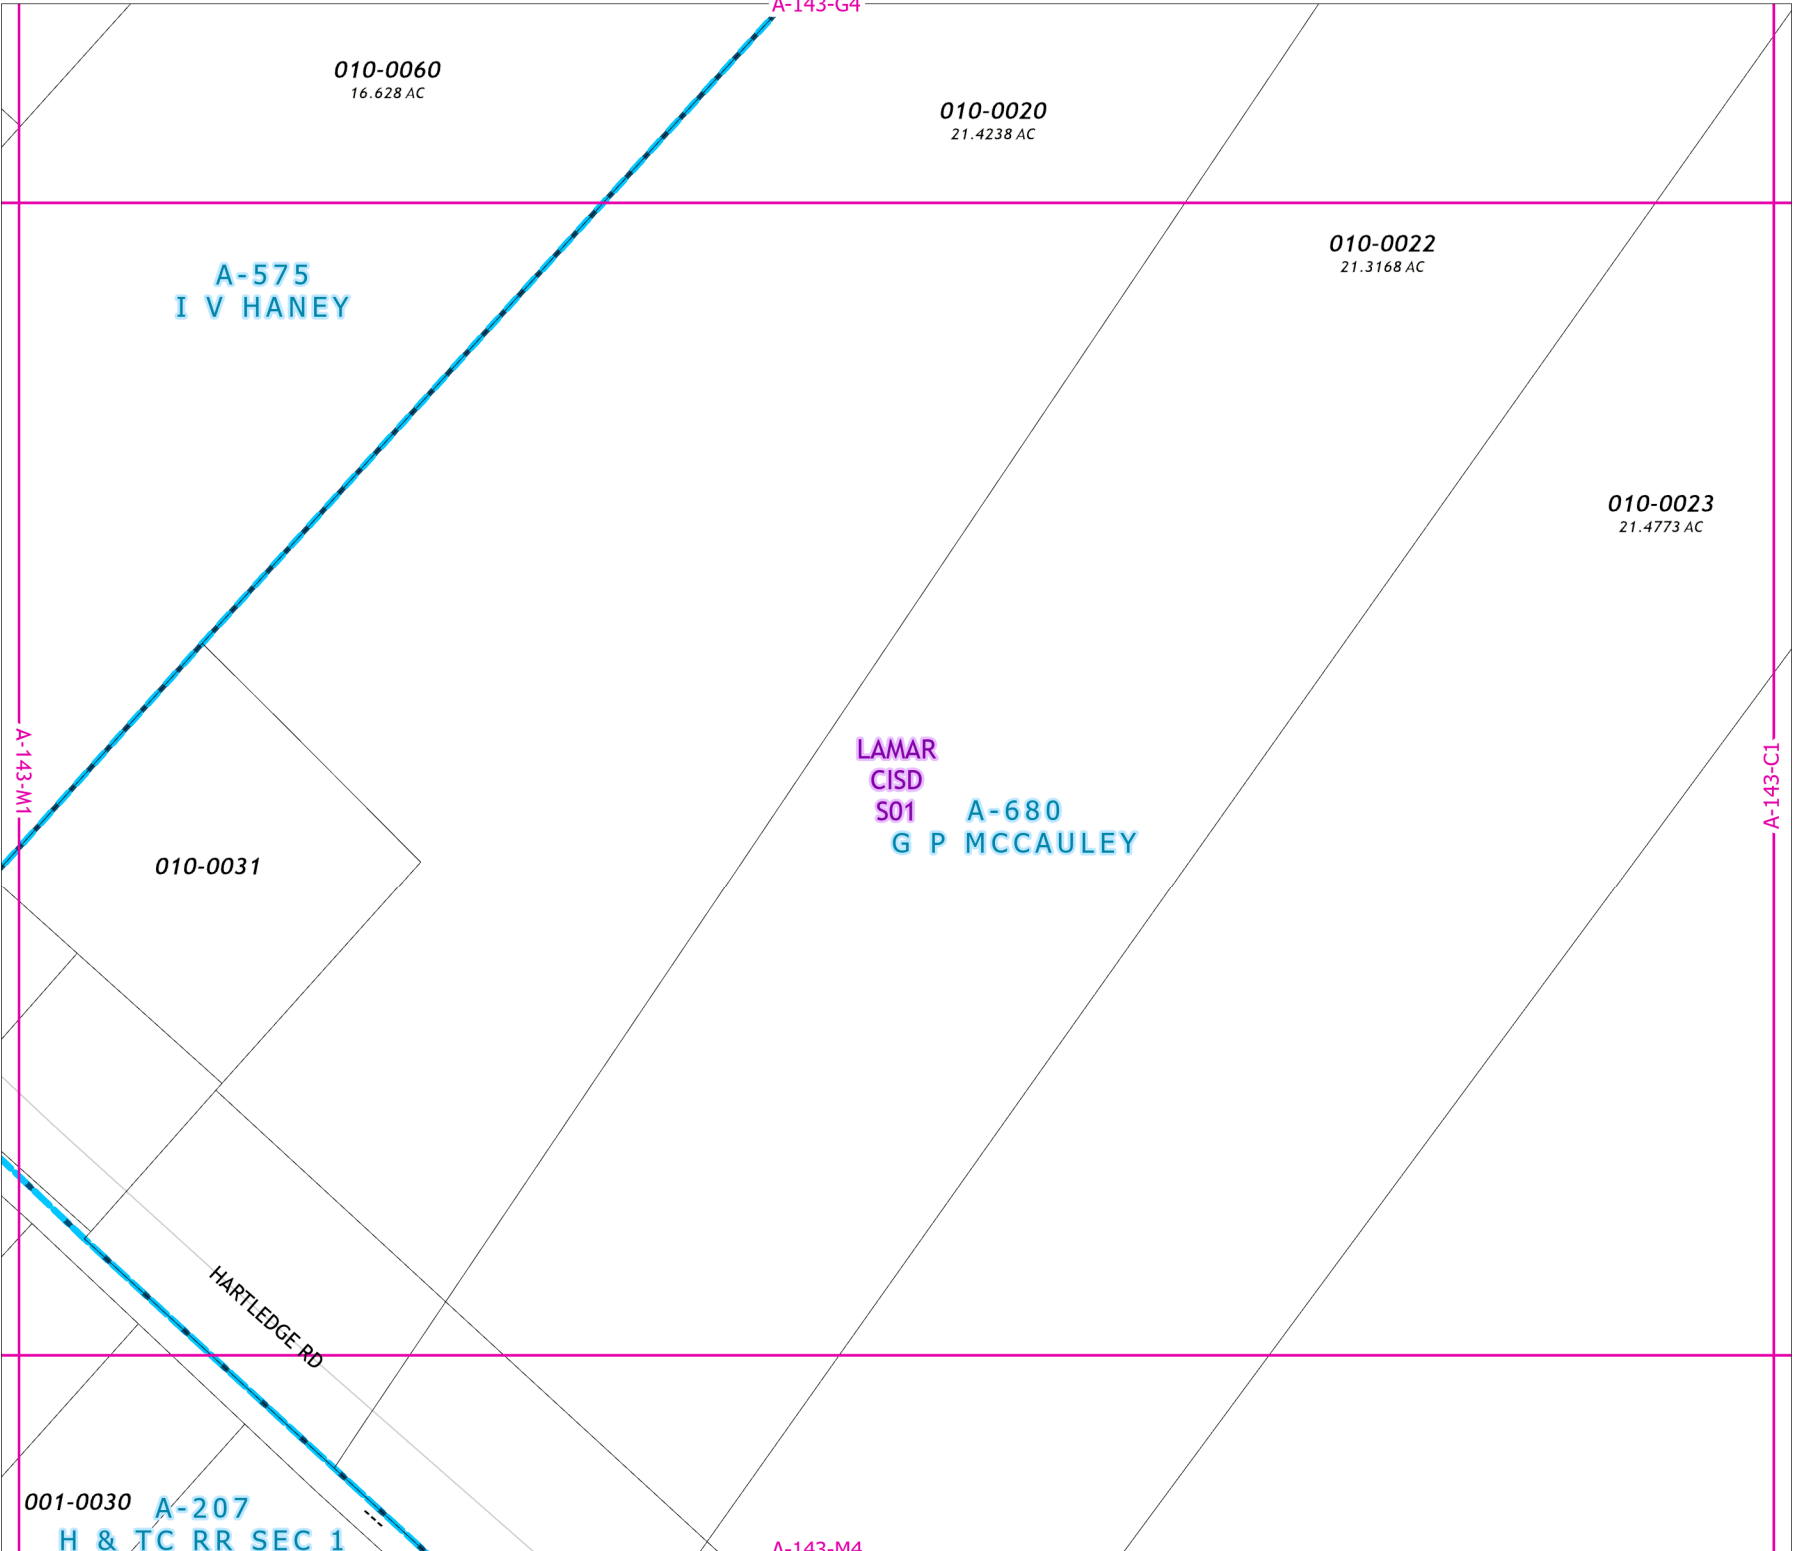 A-143-G4
010-0060
16.628 AC
010-0020
21.4238 AC
010-0022
21.3168 AC
A-575
I V HANEY
010-0023
21.4773 AC
A-143-M1
LAMAR
CISD
S01
A-680
G P MCCAULEY
A-143-C1
010-0031
HARTLEDGE RD
001-0030
A-207
H & TC RR SEC 1
A-143-M4